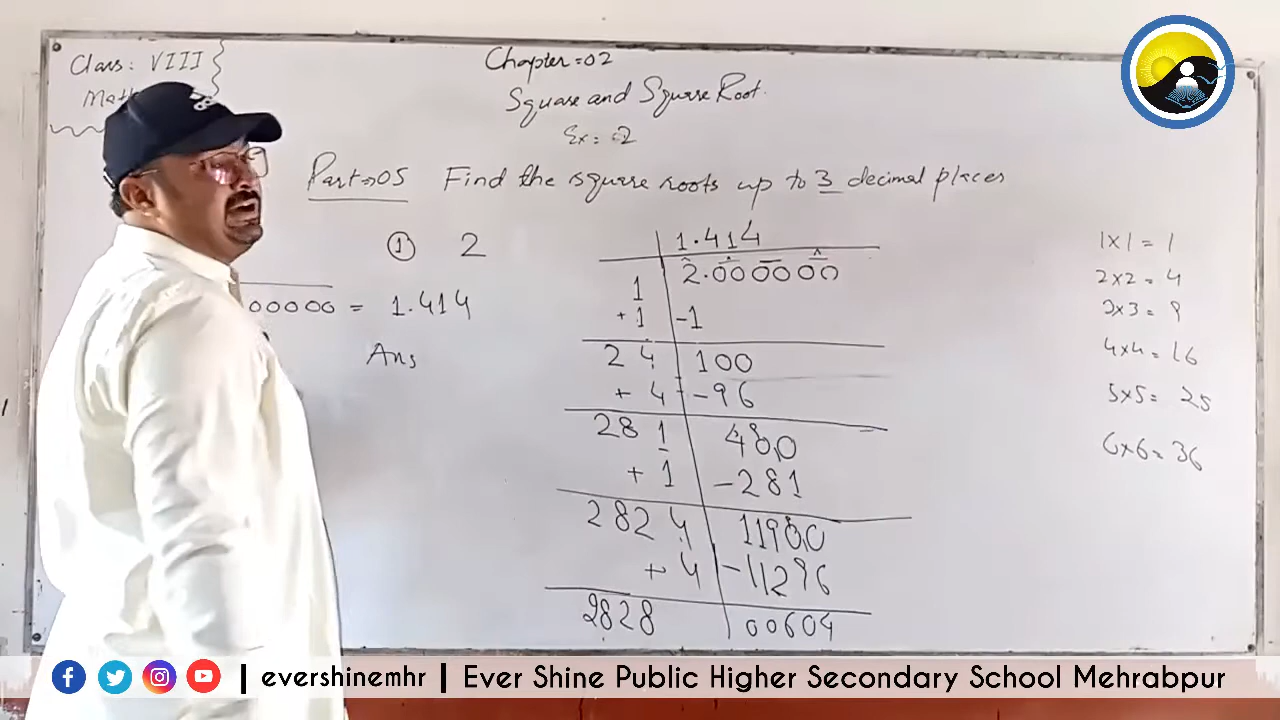 Class: VIII
Math
Chapter = 02
Square and Square Root.
Ex: 2
Part => 05 Find the square roots up to 3 decimal places
① 2
00000 = 1.414
Ans
1.414
2.000000
1
+1 -1
24 100
+ 4 -96
281 480,0
+ 1 -281
2824 11900
+ 4 -11296
2828 00604
1x1 = 1
2x2 = 4
3x3 = 9
4x4 = 16
5x5 = 25
6x6 = 36
| evershinemhr | Ever Shine Public Higher Secondary School Mehrabpur